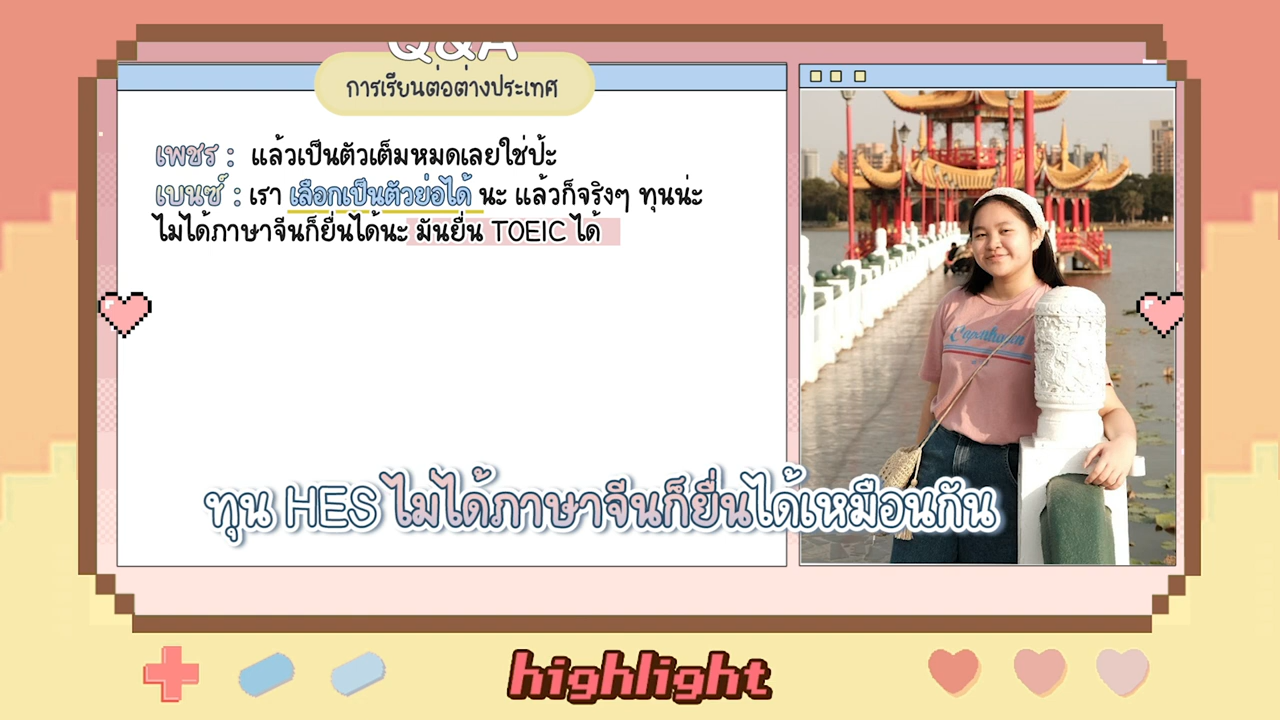 Q&A
การเรียนต่อต่างประเทศ
เพชร : แล้วเป็นตัวเต็มหมดเลยใช่ป้ะ
เบนซ์ : เรา เลือกเป็นตัวย่อได้ นะ แล้วก็จริงๆ ทุนน่ะ
ไม่ได้ภาษาจีนก็ยื่นได้นะ มันยื่น TOEIC ได้
Copenhagen
ทุน HES ไม่ได้ภาษาจีนก็ยื่นได้เหมือนกัน
highlight